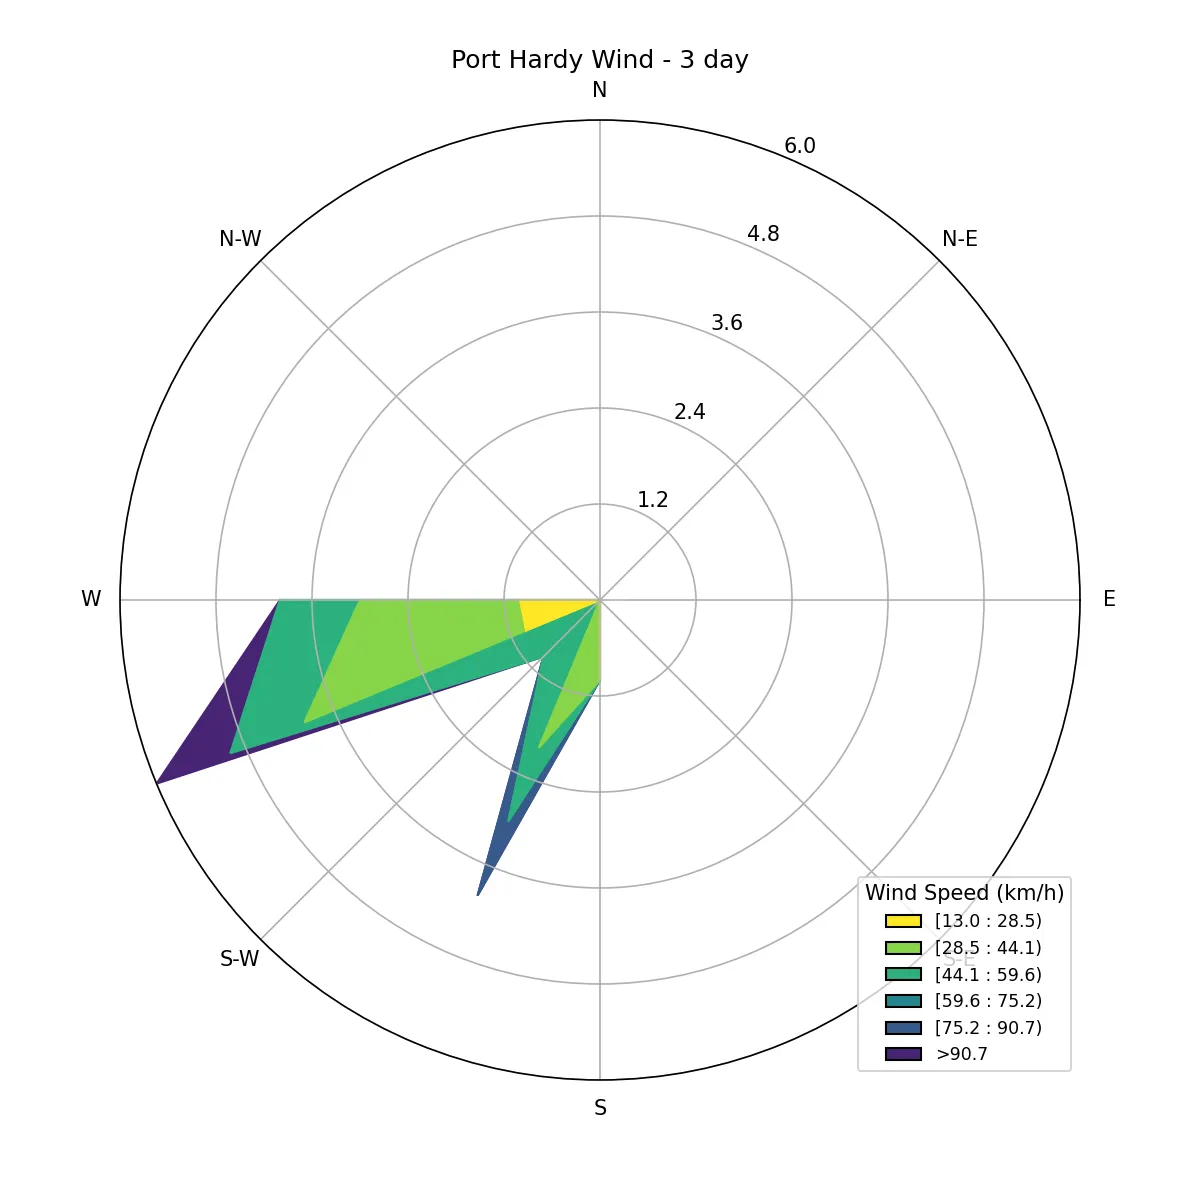 Port Hardy Wind - 3 day
N
6.0
N-W
N-E
4.8
3.6
2.4
1.2
W
E
S-W
S-E
S
Wind Speed (km/h)
[13.0 : 28.5)
[28.5 : 44.1)
[44.1 : 59.6)
[59.6 : 75.2)
[75.2 : 90.7)
>90.7